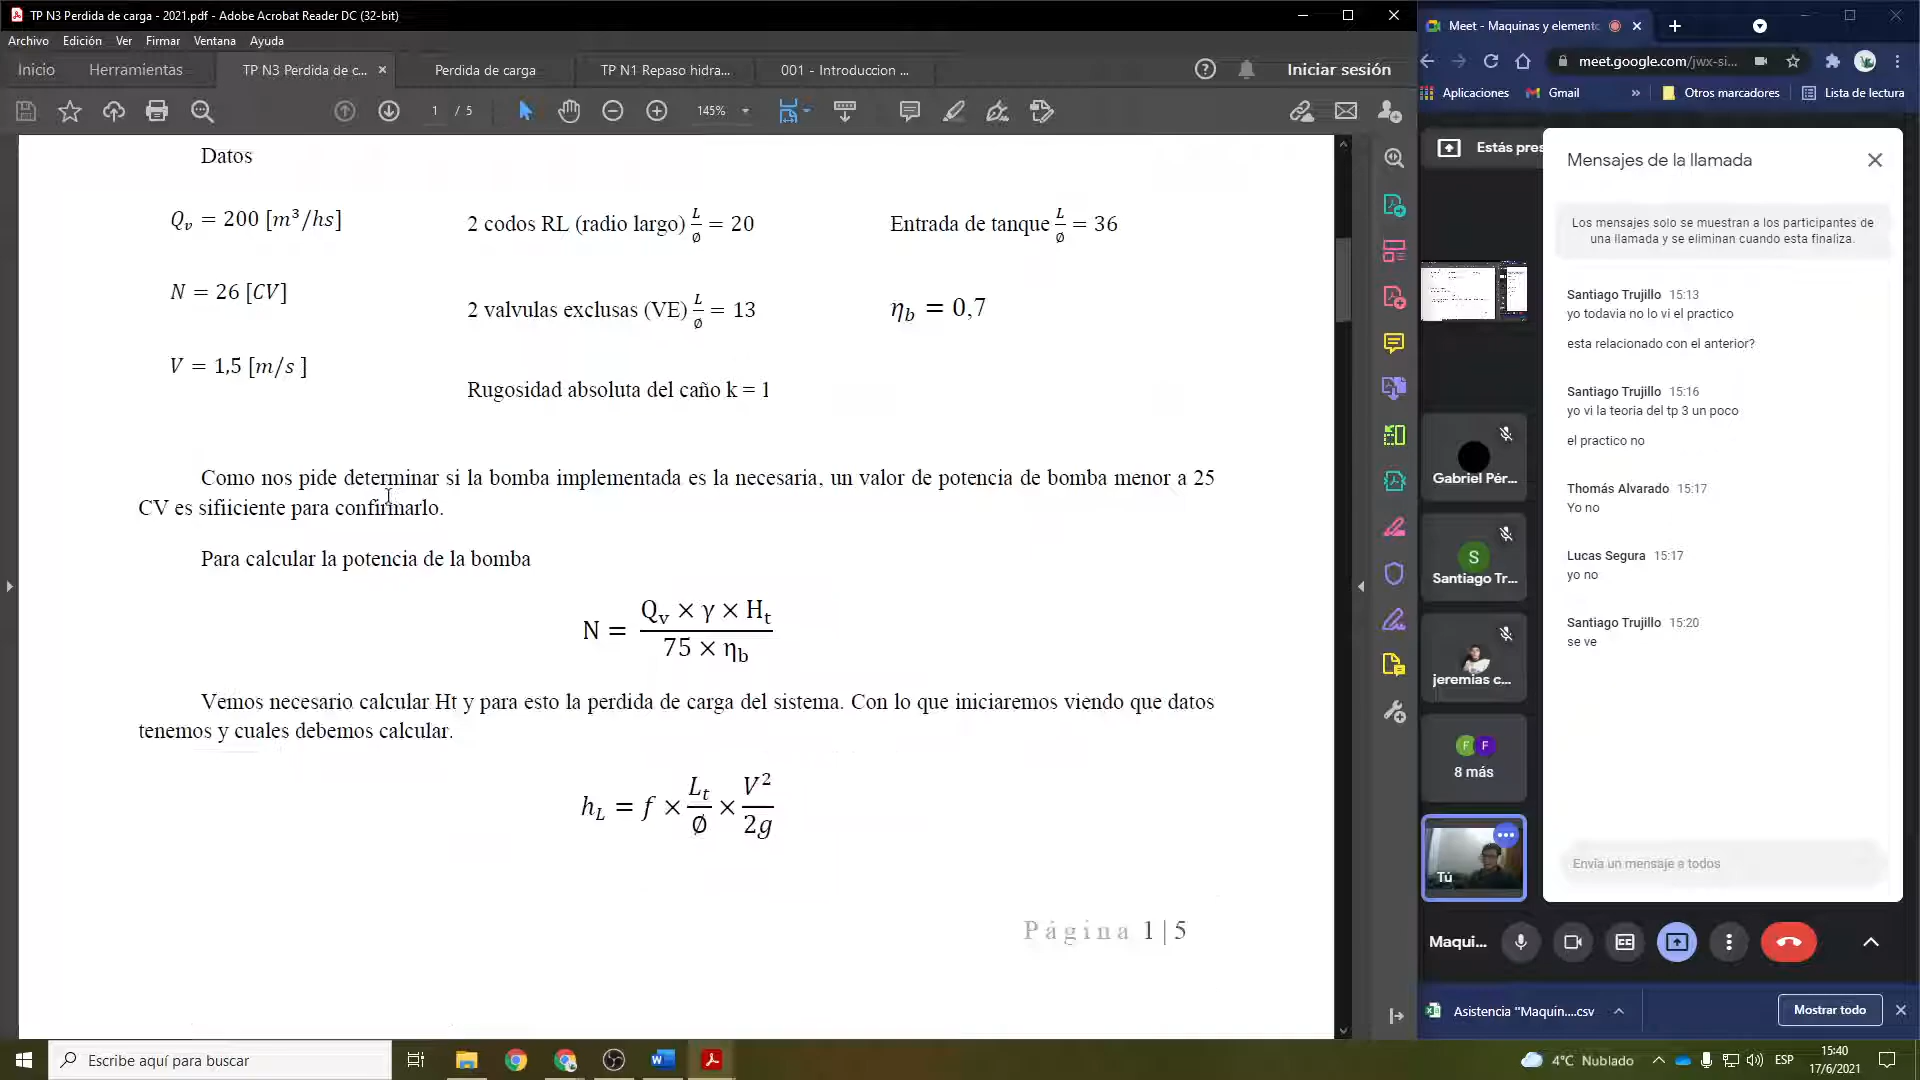 TP N3 Perdida de carga - 2021.pdf - Adobe Acrobat Reader DC (32-bit)
Archivo Edición Ver Firmar Ventana Ayuda
Inicio Herramientas TP N3 Perdida de c... Perdida de carga TP N1 Repaso hidra... 001 - Introduccion ... Iniciar sesión
1 / 5 145%
Datos
Qᵥ = 200 [m³/hs] 2 codos RL (radio largo) L/Ø = 20 Entrada de tanque L/Ø = 36
N = 26 [CV] 2 valvulas exclusas (VE) L/Ø = 13 η_b = 0,7
V = 1,5 [m/s ] Rugosidad absoluta del caño k = 1
Como nos pide determinar si la bomba implementada es la necesaria, un valor de potencia de bomba menor a 25
CV es sifiiciente para confirmarlo.
Para calcular la potencia de la bomba
N = (Qᵥ × γ × Hₜ) / (75 × η_b)
Vemos necesario calcular Ht y para esto la perdida de carga del sistema. Con lo que iniciaremos viendo que datos
tenemos y cuales debemos calcular.
h_L = f × Lₜ/Ø × V²/2g
Página 1 | 5
Meet - Maquinas y element
meet.google.com/jwx-si...
Aplicaciones Gmail » Otros marcadores Lista de lectura
Estás pres
Mensajes de la llamada
Los mensajes solo se muestran a los participantes de
una llamada y se eliminan cuando esta finaliza.
Santiago Trujillo 15:13
yo todavia no lo vi el practico
esta relacionado con el anterior?
Santiago Trujillo 15:16
yo vi la teoria del tp 3 un poco
el practico no
Thomás Alvarado 15:17
Yo no
Lucas Segura 15:17
yo no
Santiago Trujillo 15:20
se ve
Envía un mensaje a todos
Gabriel Pér...
S
Santiago Tr...
jeremias c...
F F
8 más
Tú
Maqui...
Asistencia "Maquín....csv Mostrar todo
Escribe aquí para buscar
4°C Nublado ESP 15:40
17/6/2021